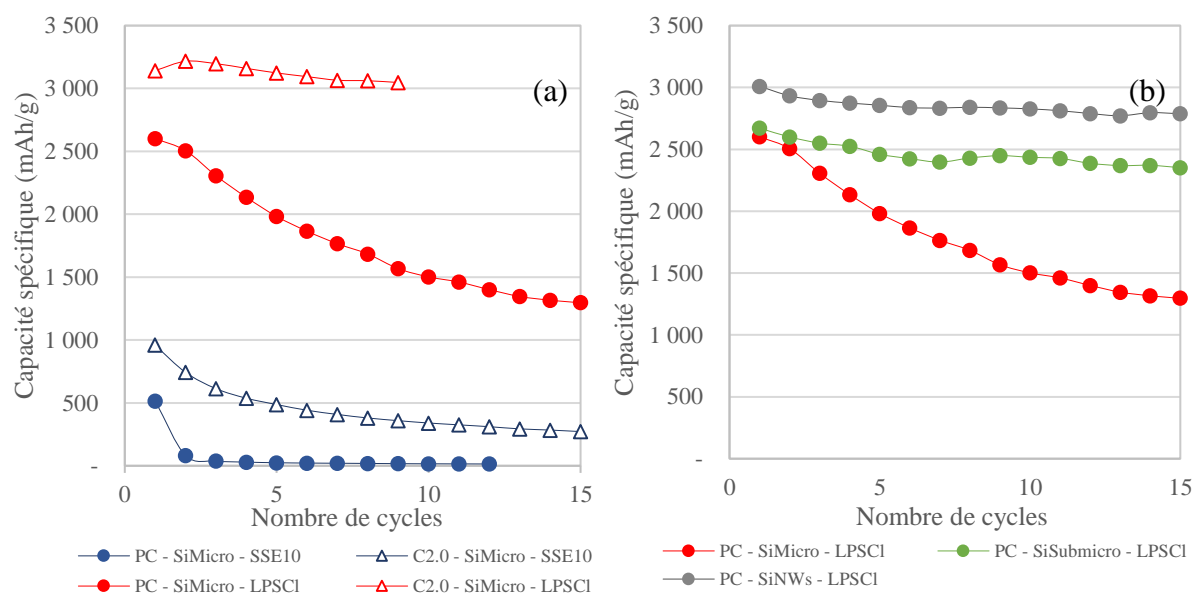 3 500
3 000
2 500
2 000
1 500
1 000
500
-
Capacité spécifique (mAh/g)
(a)
0
5
10
15
Nombre de cycles
PC - SiMicro - SSE10
C2.0 - SiMicro - SSE10
PC - SiMicro - LPSCl
C2.0 - SiMicro - LPSCl
3 500
3 000
2 500
2 000
1 500
1 000
500
-
Capacité spécifique (mAh/g)
(b)
0
5
10
15
Nombre de cycles
PC - SiMicro - LPSCl
PC - SiSubmicro - LPSCl
PC - SiNWs - LPSCl